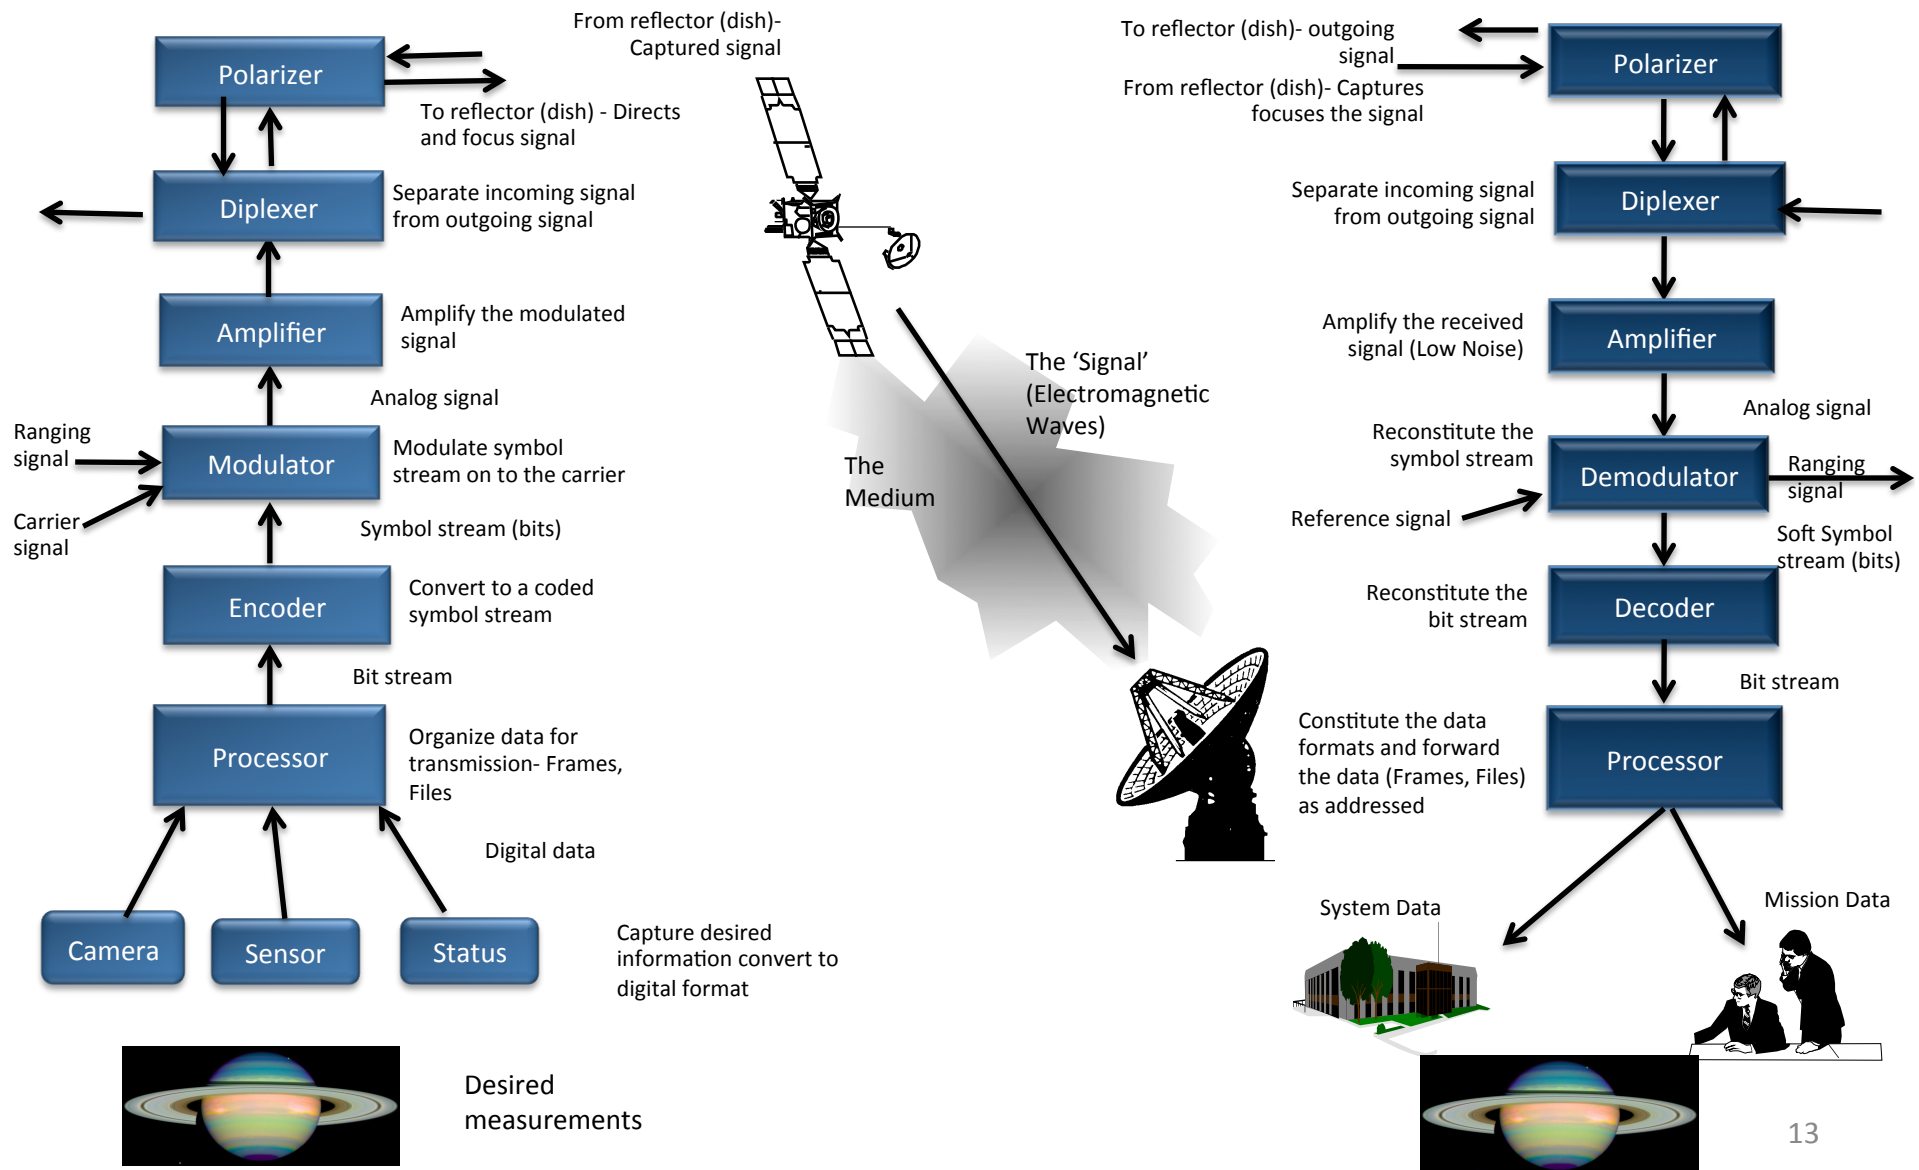 From reflector (dish)-
Captured signal
Polarizer
To reflector (dish) - Directs
and focus signal
Diplexer
Separate incoming signal
from outgoing signal
Amplifier
Amplify the modulated
signal
Analog signal
Ranging
signal
Modulator
Modulate symbol
stream on to the carrier
Carrier
signal
Symbol stream (bits)
Encoder
Convert to a coded
symbol stream
Bit stream
Processor
Organize data for
transmission- Frames,
Files
Digital data
Camera
Sensor
Status
Capture desired
information convert to
digital format
Desired
measurements
The ‘Signal’
(Electromagnetic
Waves)
The
Medium
To reflector (dish)- outgoing
signal
Polarizer
From reflector (dish)- Captures
focuses the signal
Separate incoming signal
from outgoing signal
Diplexer
Amplify the received
signal (Low Noise)
Amplifier
Analog signal
Reconstitute the
symbol stream
Demodulator
Ranging
signal
Reference signal
Soft Symbol
stream (bits)
Reconstitute the
bit stream
Decoder
Bit stream
Constitute the data
formats and forward
the data (Frames, Files)
as addressed
Processor
System Data
Mission Data
13